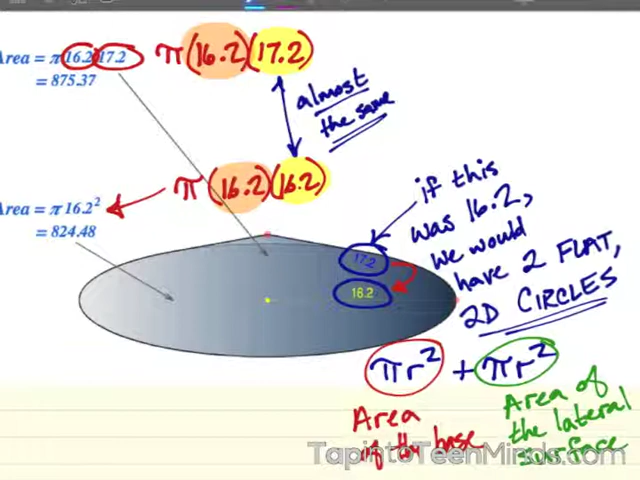 Area = π 16.2 17.2
= 875.37
π(16.2)(17.2)
almost
the same
π(16.2)(16.2)
Area = π 16.2²
= 824.48
if this
was 16.2,
we would
have 2 FLAT,
2D CIRCLES
17.2
16.2
πr² + πr²
Area
of the base
Area of
the lateral
surface
TapintoTeenMinds.com